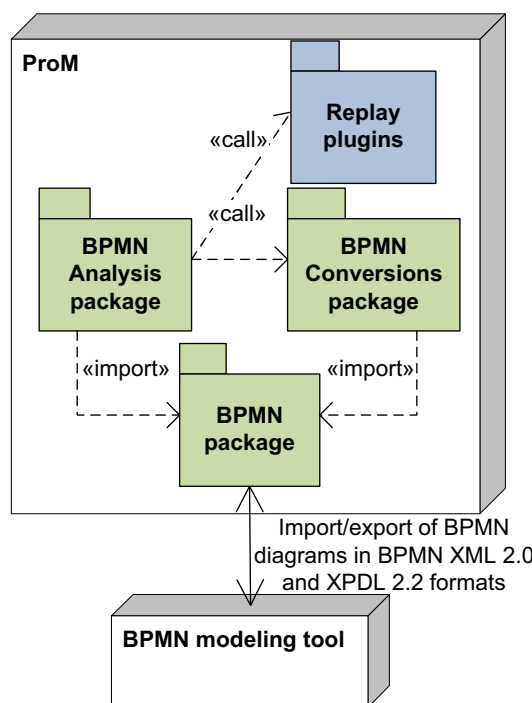 ProM
Replay
plugins
«call»
«call»
BPMN
Analysis
package
BPMN
Conversions
package
«import»
«import»
BPMN
package
Import/export of BPMN
diagrams in BPMN XML 2.0
and XPDL 2.2 formats
BPMN modeling tool